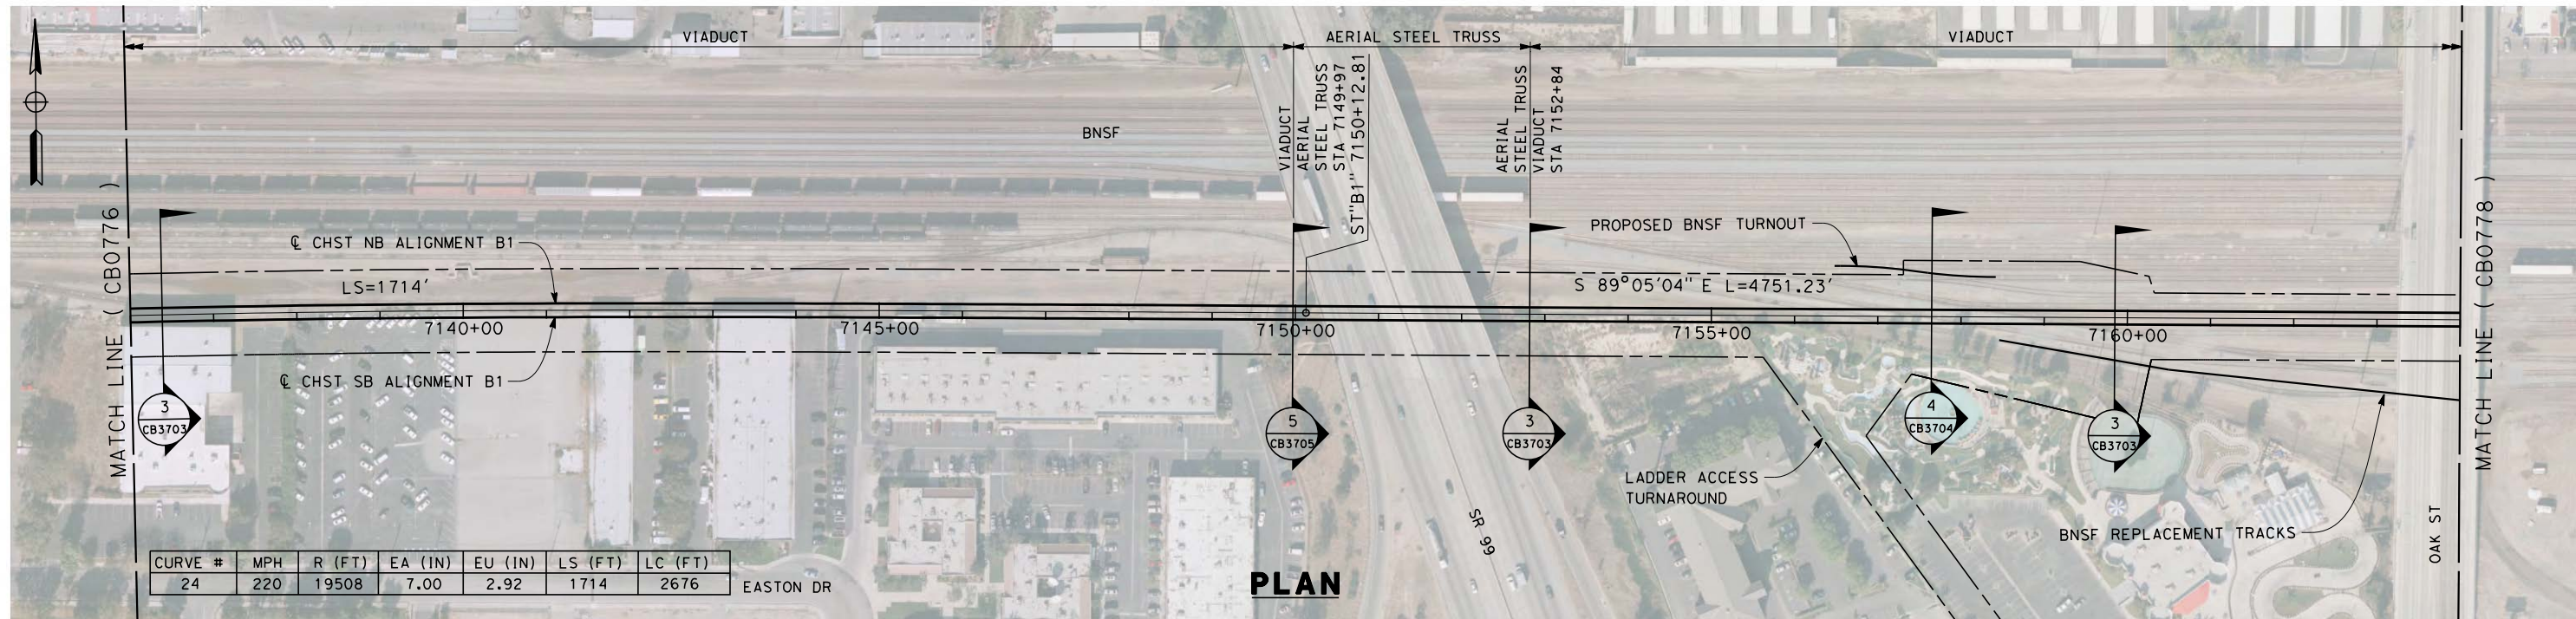 VIADUCT
AERIAL STEEL TRUSS
VIADUCT
VIADUCT
AERIAL
STEEL TRUSS
STA 7149+97
ST"B1" 7150+12.81
AERIAL
STEEL TRUSS
VIADUCT
STA 7152+84
BNSF
MATCH LINE ( CB0776 )
MATCH LINE ( CB0778 )
℄ CHST NB ALIGNMENT B1
PROPOSED BNSF TURNOUT
LS=1714'
S 89°05'04" E L=4751.23'
7140+00
7145+00
7150+00
7155+00
7160+00
℄ CHST SB ALIGNMENT B1
3
CB3703
5
CB3705
3
CB3703
4
CB3704
3
CB3703
LADDER ACCESS
TURNAROUND
BNSF REPLACEMENT TRACKS
SR 99
OAK ST
CURVE # MPH R (FT) EA (IN) EU (IN) LS (FT) LC (FT)
24 220 19508 7.00 2.92 1714 2676
EASTON DR
PLAN